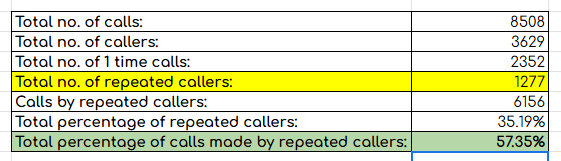 Total no. of calls: 8508
Total no. of callers: 3629
Total no. of 1 time calls: 2352
Total no. of repeated callers: 1277
Calls by repeated callers: 6156
Total percentage of repeated callers: 35.19%
Total percentage of calls made by repeated callers: 57.35%